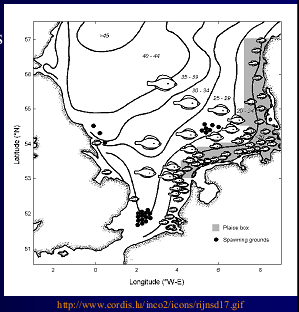 s
>45
40 - 44
35 - 39
30 - 34
25 - 29
57
56
55
54
53
52
51
Latitude (°N)
Plaice box
Spawning grounds
2 0 2 4 6 8
Longitude (°W-E)
http://www.cordis.lu/inco2/icons/rijnsd17.gif